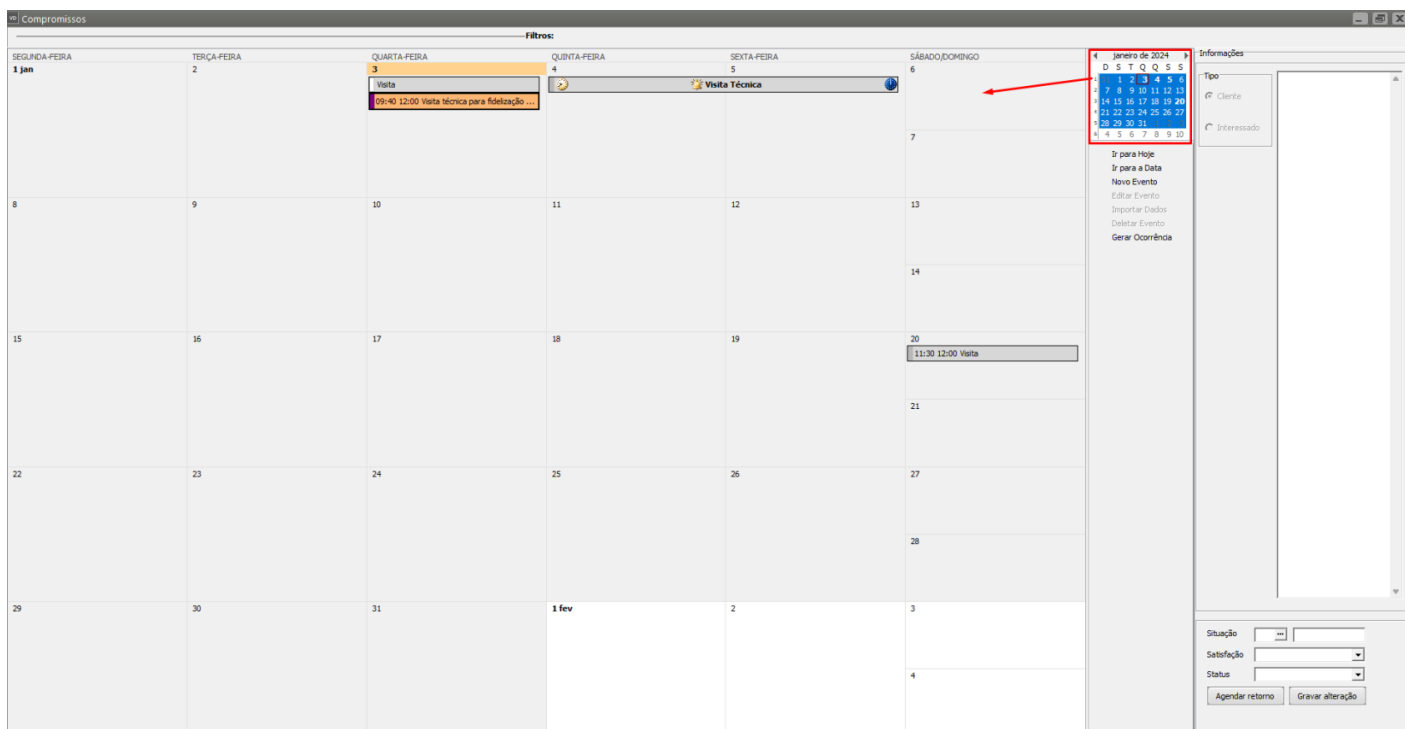 VD Compromissos
Filtros:
SEGUNDA-FEIRA TERÇA-FEIRA QUARTA-FEIRA QUINTA-FEIRA SEXTA-FEIRA SÁBADO/DOMINGO
1 jan 2 3 4 5 6
Visita
Visita Técnica
09:40 12:00 Visita técnica para fidelização ...
7
8 9 10 11 12 13
14
15 16 17 18 19 20
11:30 12:00 Visita
21
22 23 24 25 26 27
28
29 30 31 1 fev 2 3
4
janeiro de 2024
D S T Q Q S S
1 1 2 3 4 5 6
2 7 8 9 10 11 12 13
3 14 15 16 17 18 19 20
4 21 22 23 24 25 26 27
5 28 29 30 31
6 4 5 6 7 8 9 10
Ir para Hoje
Ir para a Data
Novo Evento
Editar Evento
Importar Dados
Deletar Evento
Gerar Ocorrência
Informações
Tipo
Cliente
Interessado
Situação ...
Satisfação
Status
Agendar retorno Gravar alteração